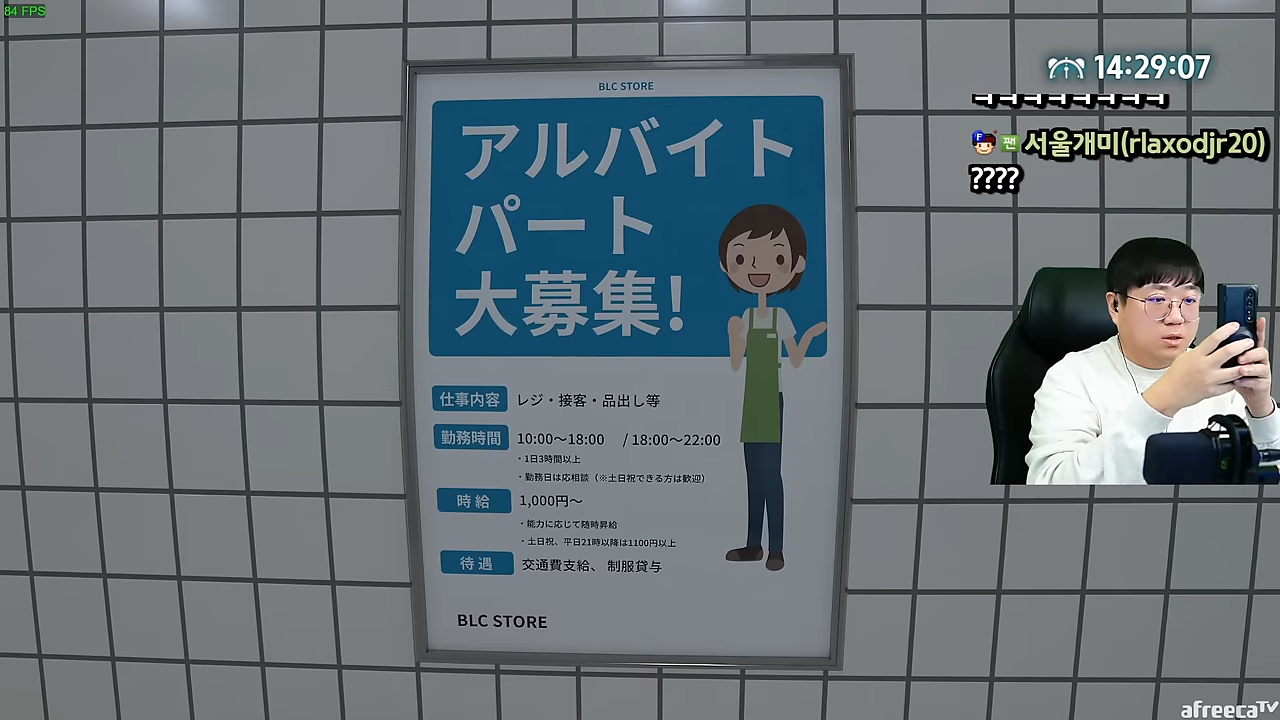 84 FPS
14:29:07
ㅋㅋㅋㅋㅋㅋㅋㅋ
F 팬 서울개미(rlaxodjr20)
????
BLC STORE
アルバイト
パート
大募集!
仕事内容 レジ・接客・品出し等
勤務時間 10:00〜18:00 / 18:00〜22:00
・1日3時間以上
・勤務日は応相談（※土日祝できる方は歓迎）
時給 1,000円〜
・能力に応じて随時昇給
・土日祝、平日21時以降は1100円以上
待遇 交通費支給、制服貸与
BLC STORE
afreecaTV